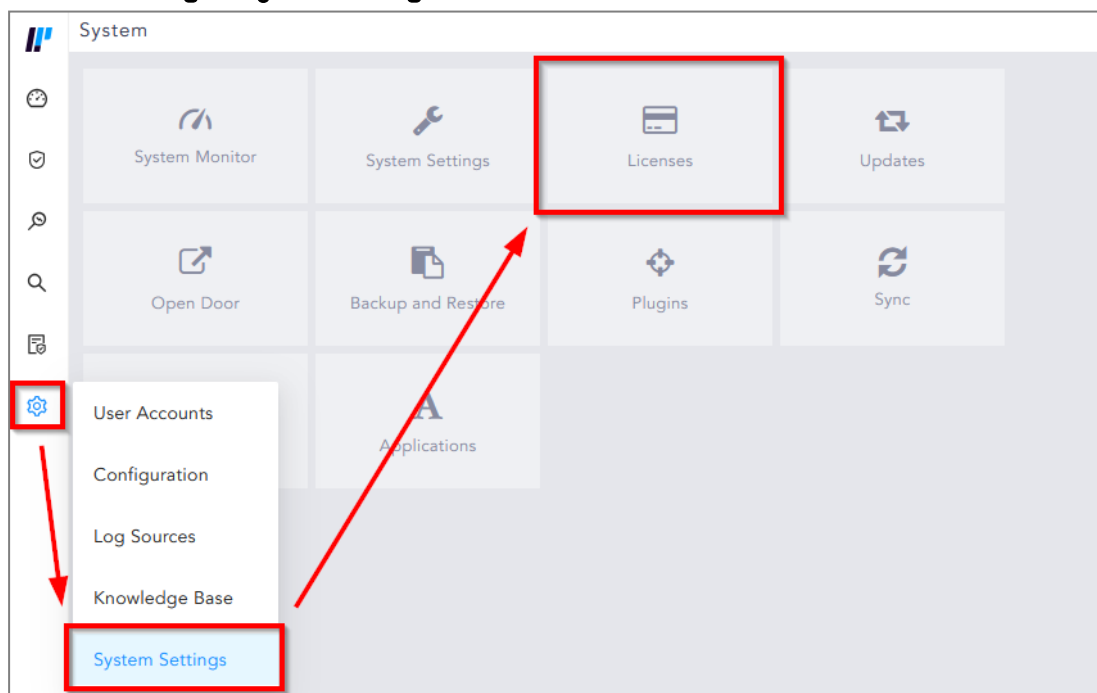 System
System Monitor
System Settings
Licenses
Updates
Open Door
Backup and Restore
Plugins
Sync
Applications
User Accounts
Configuration
Log Sources
Knowledge Base
System Settings